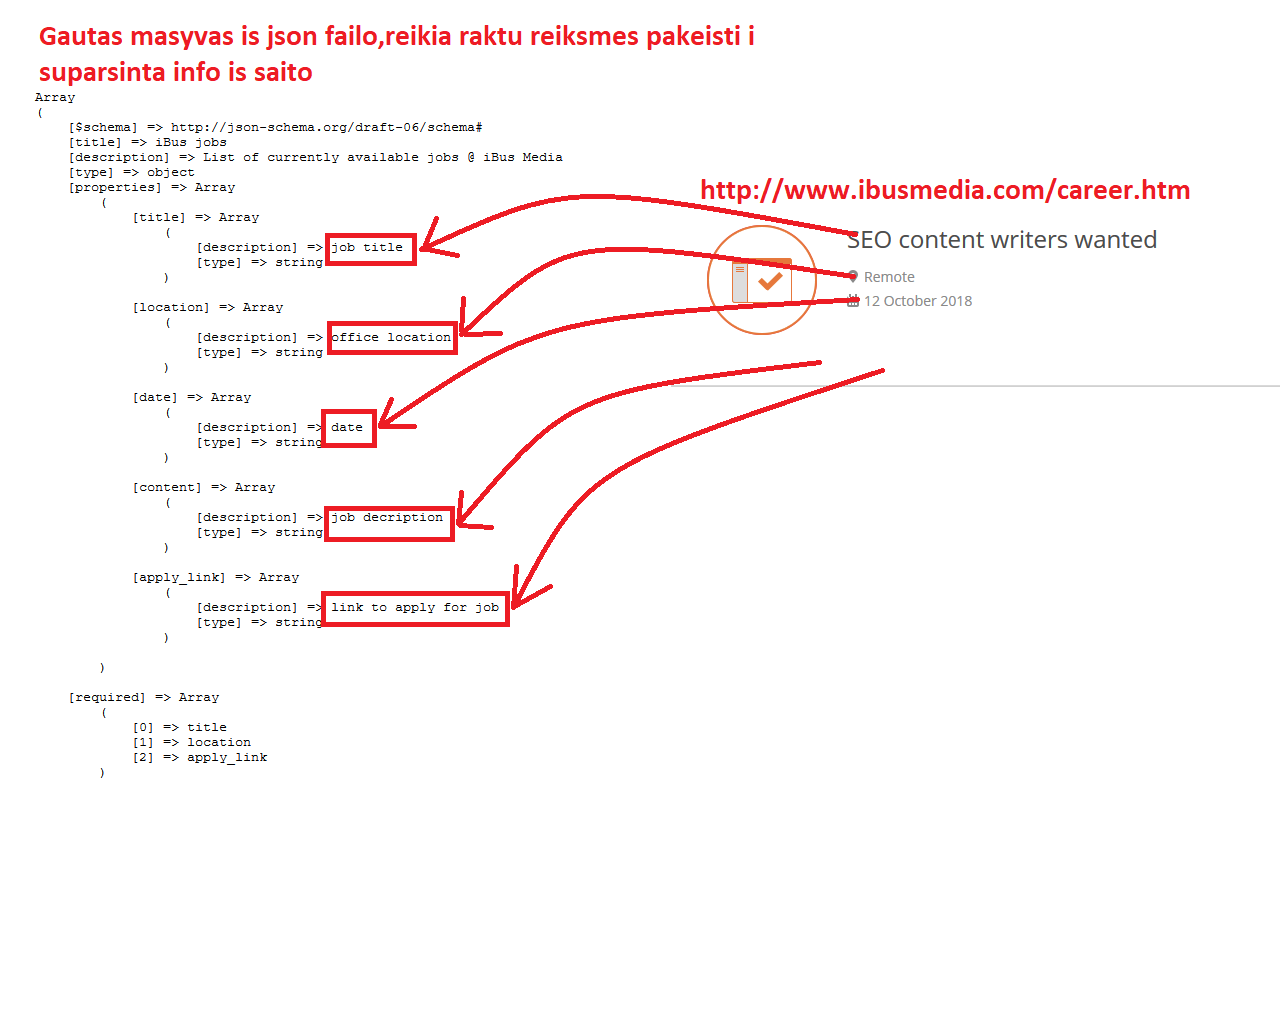 Gautas masyvas is json failo,reikia raktu reiksmes pakeisti i
suparsinta info is saito
Array
(
[$schema] => http://json-schema.org/draft-06/schema#
[title] => iBus jobs
[description] => List of currently available jobs @ iBus Media
[type] => object
[properties] => Array
(
[title] => Array
(
[description] => job title
[type] => string
)
[location] => Array
(
[description] => office location
[type] => string
)
[date] => Array
(
[description] => date
[type] => string
)
[content] => Array
(
[description] => job decription
[type] => string
)
[apply_link] => Array
(
[description] => link to apply for job
[type] => string
)
)
[required] => Array
(
[0] => title
[1] => location
[2] => apply_link
)
http://www.ibusmedia.com/career.htm
SEO content writers wanted
Remote
12 October 2018